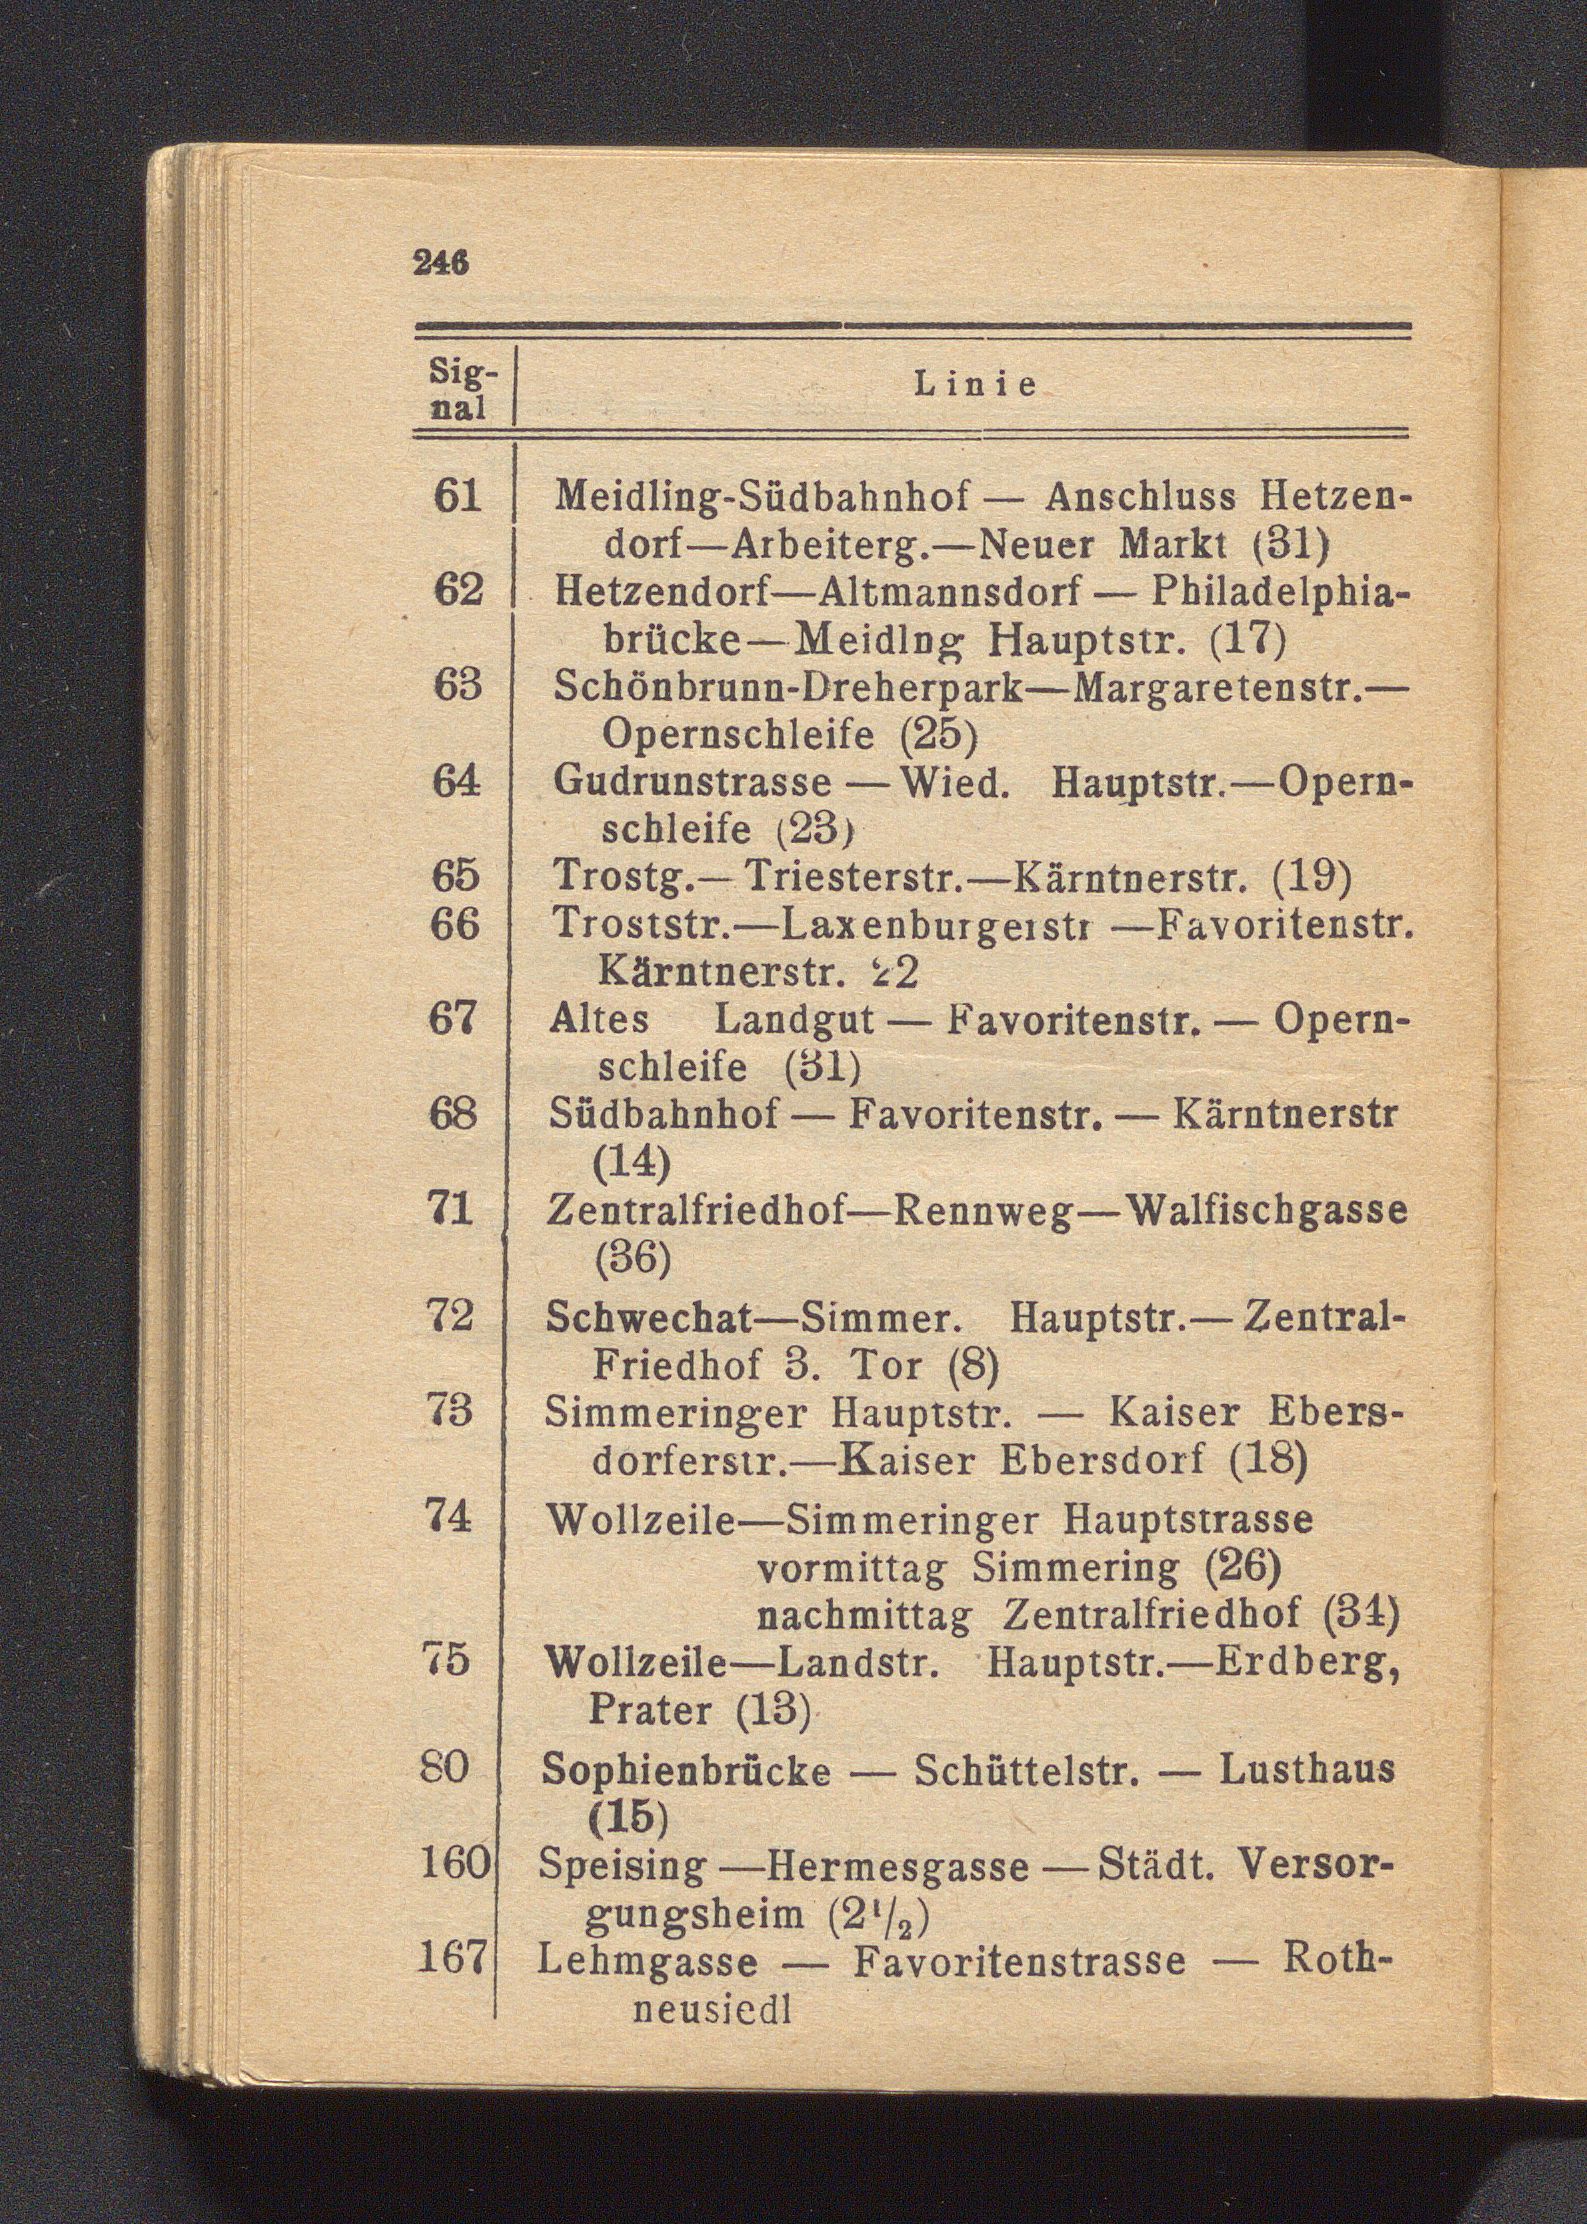 246
Sig-
nal
Linie
61 Meidling-Südbahnhof — Anschluss Hetzen-
dorf—Arbeiterg.—Neuer Markt (31)
62 Hetzendorf—Altmannsdorf — Philadelphia-
brücke—Meidlng Hauptstr. (17)
63 Schönbrunn-Dreherpark—Margaretenstr.—
Opernschleife (25)
64 Gudrunstrasse — Wied. Hauptstr.—Opern-
schleife (23)
65 Trostg.—Triesterstr.—Kärntnerstr. (19)
66 Troststr.—Laxenburgerstr —Favoritenstr.
Kärntnerstr. 22
67 Altes Landgut — Favoritenstr. — Opern-
schleife (31)
68 Südbahnhof — Favoritenstr. — Kärntnerstr
(14)
71 Zentralfriedhof—Rennweg—Walfischgasse
(36)
72 Schwechat—Simmer. Hauptstr.—Zentral-
Friedhof 3. Tor (8)
73 Simmeringer Hauptstr. — Kaiser Ebers-
dorferstr.—Kaiser Ebersdorf (18)
74 Wollzeile—Simmeringer Hauptstrasse
vormittag Simmering (26)
nachmittag Zentralfriedhof (34)
75 Wollzeile—Landstr. Hauptstr.—Erdberg,
Prater (13)
80 Sophienbrücke — Schüttelstr. — Lusthaus
(15)
160 Speising —Hermesgasse — Städt. Versor-
gungsheim (2¹/₂)
167 Lehmgasse — Favoritenstrasse — Roth-
neusiedl